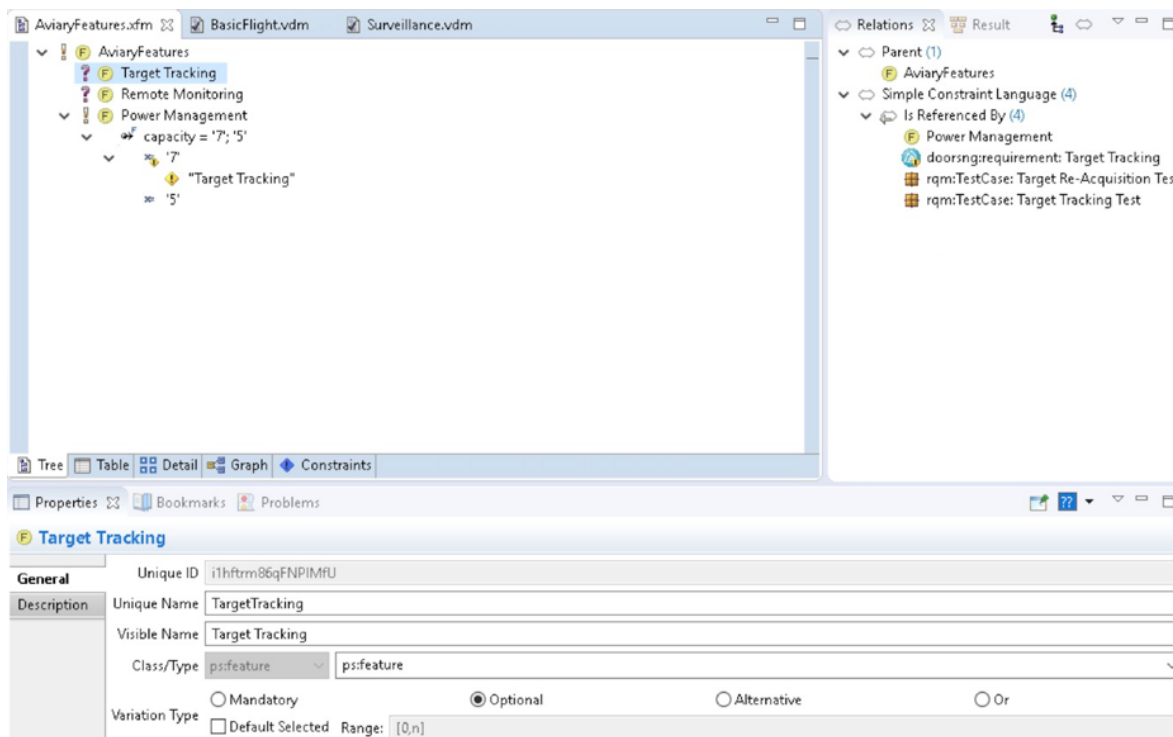 AviaryFeatures.xfm
BasicFlight.vdm
Surveillance.vdm
AviaryFeatures
Target Tracking
Remote Monitoring
Power Management
capacity = '7'; '5'
'7'
"Target Tracking"
'5'
Tree
Table
Detail
Graph
Constraints
Relations
Result
Parent (1)
AviaryFeatures
Simple Constraint Language (4)
Is Referenced By (4)
Power Management
doorsng:requirement: Target Tracking
rqm:TestCase: Target Re-Acquisition Tes
rqm:TestCase: Target Tracking Test
Properties
Bookmarks
Problems
Target Tracking
General
Description
Unique ID i1hftrm86qFNPIMfU
Unique Name TargetTracking
Visible Name Target Tracking
Class/Type ps:feature ps:feature
Variation Type
Mandatory Optional Alternative Or
Default Selected Range: [0,n]